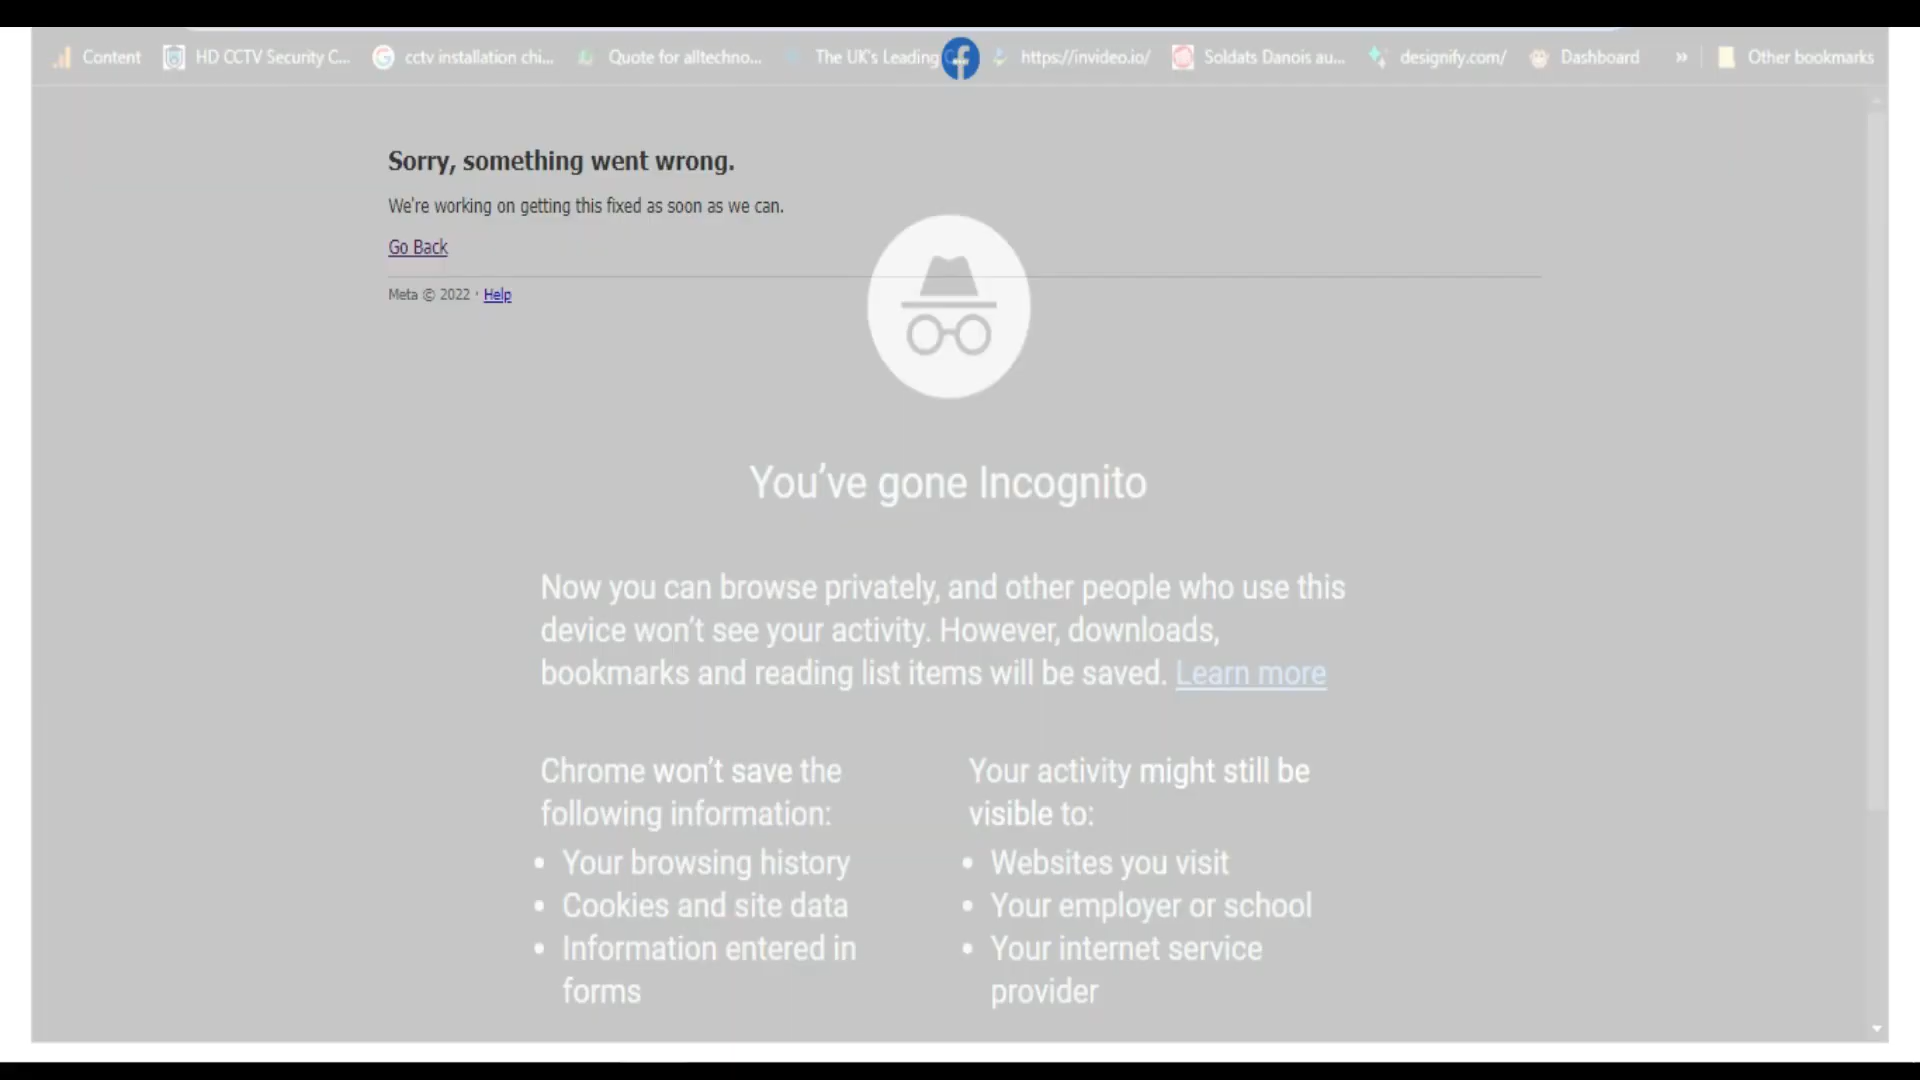 Content HD CCTV Security C... cctv installation chi... Quote for alltechno... The UK's Leading https://invideo.io/ Soldats Danois au... designify.com/ Dashboard » Other bookmarks
Sorry, something went wrong.
We're working on getting this fixed as soon as we can.
Go Back
Meta © 2022 · Help
You've gone Incognito
Now you can browse privately, and other people who use this
device won't see your activity. However, downloads,
bookmarks and reading list items will be saved. Learn more
Chrome won't save the
following information:
• Your browsing history
• Cookies and site data
• Information entered in
forms
Your activity might still be
visible to:
• Websites you visit
• Your employer or school
• Your internet service
provider